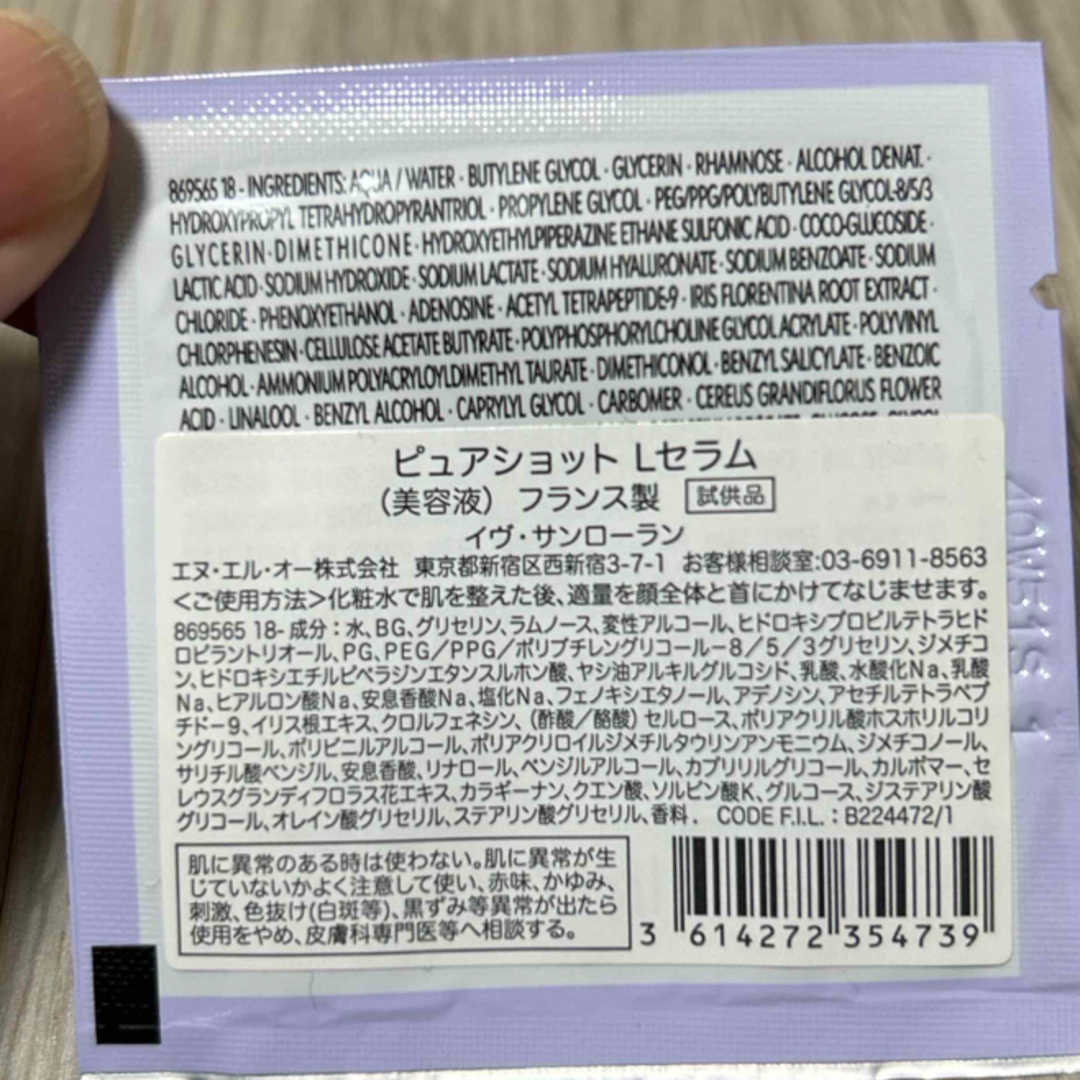 869565 18 - INGREDIENTS: AQUA / WATER · BUTYLENE GLYCOL · GLYCERIN · RHAMNOSE · ALCOHOL DENAT. ·
HYDROXYPROPYL TETRAHYDROPYRANTRIOL · PROPYLENE GLYCOL · PEG/PPG/POLYBUTYLENE GLYCOL-8/5/3
GLYCERIN · DIMETHICONE · HYDROXYETHYLPIPERAZINE ETHANE SULFONIC ACID · COCO-GLUCOSIDE ·
LACTIC ACID · SODIUM HYDROXIDE · SODIUM LACTATE · SODIUM HYALURONATE · SODIUM BENZOATE · SODIUM
CHLORIDE · PHENOXYETHANOL · ADENOSINE · ACETYL TETRAPEPTIDE-9 · IRIS FLORENTINA ROOT EXTRACT ·
CHLORPHENESIN · CELLULOSE ACETATE BUTYRATE · POLYPHOSPHORYLCHOLINE GLYCOL ACRYLATE · POLYVINYL
ALCOHOL · AMMONIUM POLYACRYLOYLDIMETHYL TAURATE · DIMETHICONOL · BENZYL SALICYLATE · BENZOIC
ACID · LINALOOL · BENZYL ALCOHOL · CAPRYLYL GLYCOL · CARBOMER · CEREUS GRANDIFLORUS FLOWER
ピュアショット Lセラム
（美容液） フランス製 試供品
イヴ・サンローラン
エヌ・エル・オー株式会社 東京都新宿区西新宿3-7-1 お客様相談室:03-6911-8563
＜ご使用方法＞化粧水で肌を整えた後、適量を顔全体と首にかけてなじませます。
869565 18- 成分：水、BG、グリセリン、ラムノース、変性アルコール、ヒドロキシプロピルテトラヒド
ロピラントリオール、PG、PEG／PPG／ポリブチレングリコール－8／5／3グリセリン、ジメチコ
ン、ヒドロキシエチルピペラジンエタンスルホン酸、ヤシ油アルキルグルコシド、乳酸、水酸化Na、乳酸
Na、ヒアルロン酸Na、安息香酸Na、塩化Na、フェノキシエタノール、アデノシン、アセチルテトラペプ
チド－9、イリス根エキス、クロルフェネシン、（酢酸／酪酸）セルロース、ポリアクリル酸ホスホリルコリ
ングリコール、ポリビニルアルコール、ポリアクリロイルジメチルタウリンアンモニウム、ジメチコノール、
サリチル酸ベンジル、安息香酸、リナロール、ベンジルアルコール、カプリリルグリコール、カルボマー、セ
レウスグランディフロラス花エキス、カラギーナン、クエン酸、ソルビン酸K、グルコース、ジステアリン酸
グリコール、オレイン酸グリセリル、ステアリン酸グリセリル、香料． CODE F.I.L.：B224472/1
肌に異常のある時は使わない。肌に異常が生
じていないかよく注意して使い、赤味、かゆみ、
刺激、色抜け(白斑等)、黒ずみ等異常が出たら
使用をやめ、皮膚科専門医等へ相談する。
3 614272 354739